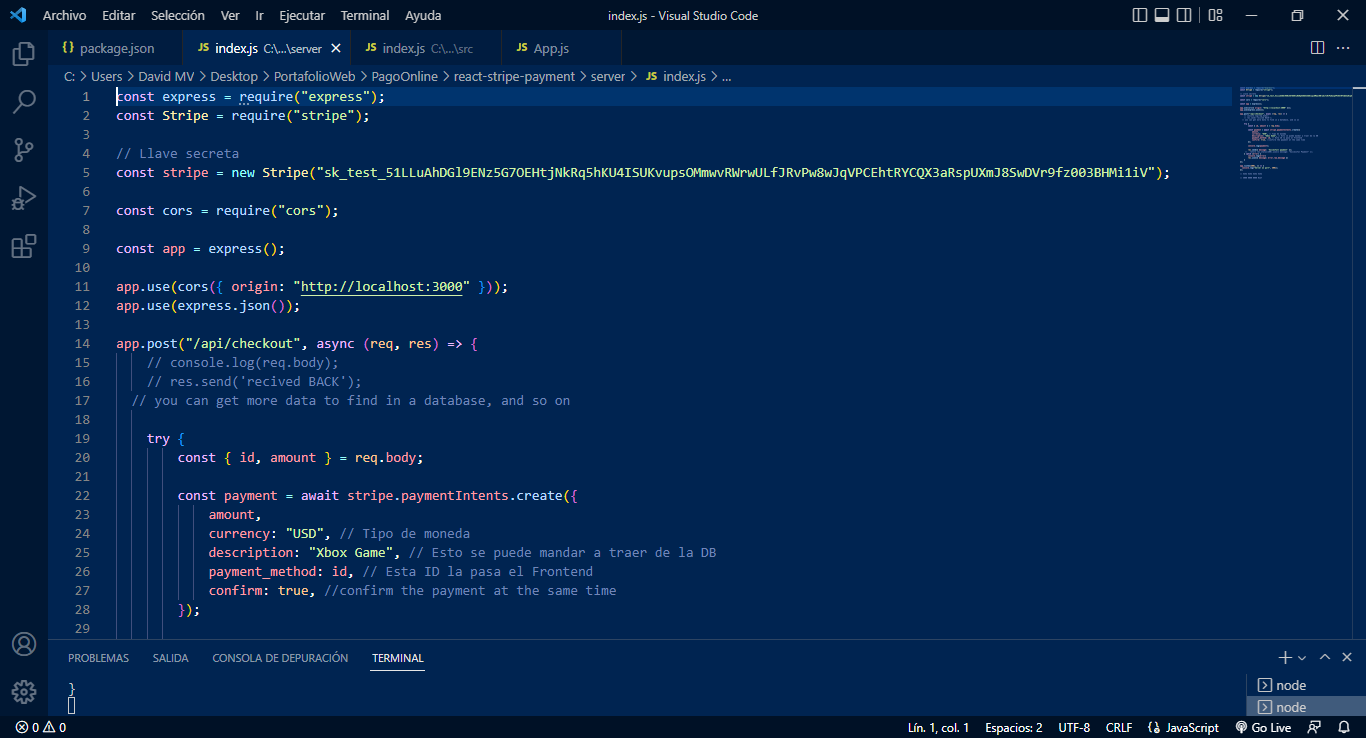 Archivo Editar Selección Ver Ir Ejecutar Terminal Ayuda
index.js - Visual Studio Code
{} package.json
JS index.js C:\...\server
JS index.js C:\...\src
JS App.js
C: > Users > David MV > Desktop > PortafolioWeb > PagoOnline > react-stripe-payment > server > JS index.js > ...
1 const express = require("express");
2 const Stripe = require("stripe");
3
4 // Llave secreta
5 const stripe = new Stripe("");
6
7 const cors = require("cors");
8
9 const app = express();
10
11 app.use(cors({ origin: "http://localhost:3000" }));
12 app.use(express.json());
13
14 app.post("/api/checkout", async (req, res) => {
15 // console.log(req.body);
16 // res.send('recived BACK');
17 // you can get more data to find in a database, and so on
18
19 try {
20 const { id, amount } = req.body;
21
22 const payment = await stripe.paymentIntents.create({
23 amount,
24 currency: "USD", // Tipo de moneda
25 description: "Xbox Game", // Esto se puede mandar a traer de la DB
26 payment_method: id, // Esta ID la pasa el Frontend
27 confirm: true, //confirm the payment at the same time
28 });
29
PROBLEMAS SALIDA CONSOLA DE DEPURACIÓN TERMINAL
}
node
node
0 0
Lín. 1, col. 1 Espacios: 2 UTF-8 CRLF {} JavaScript Go Live